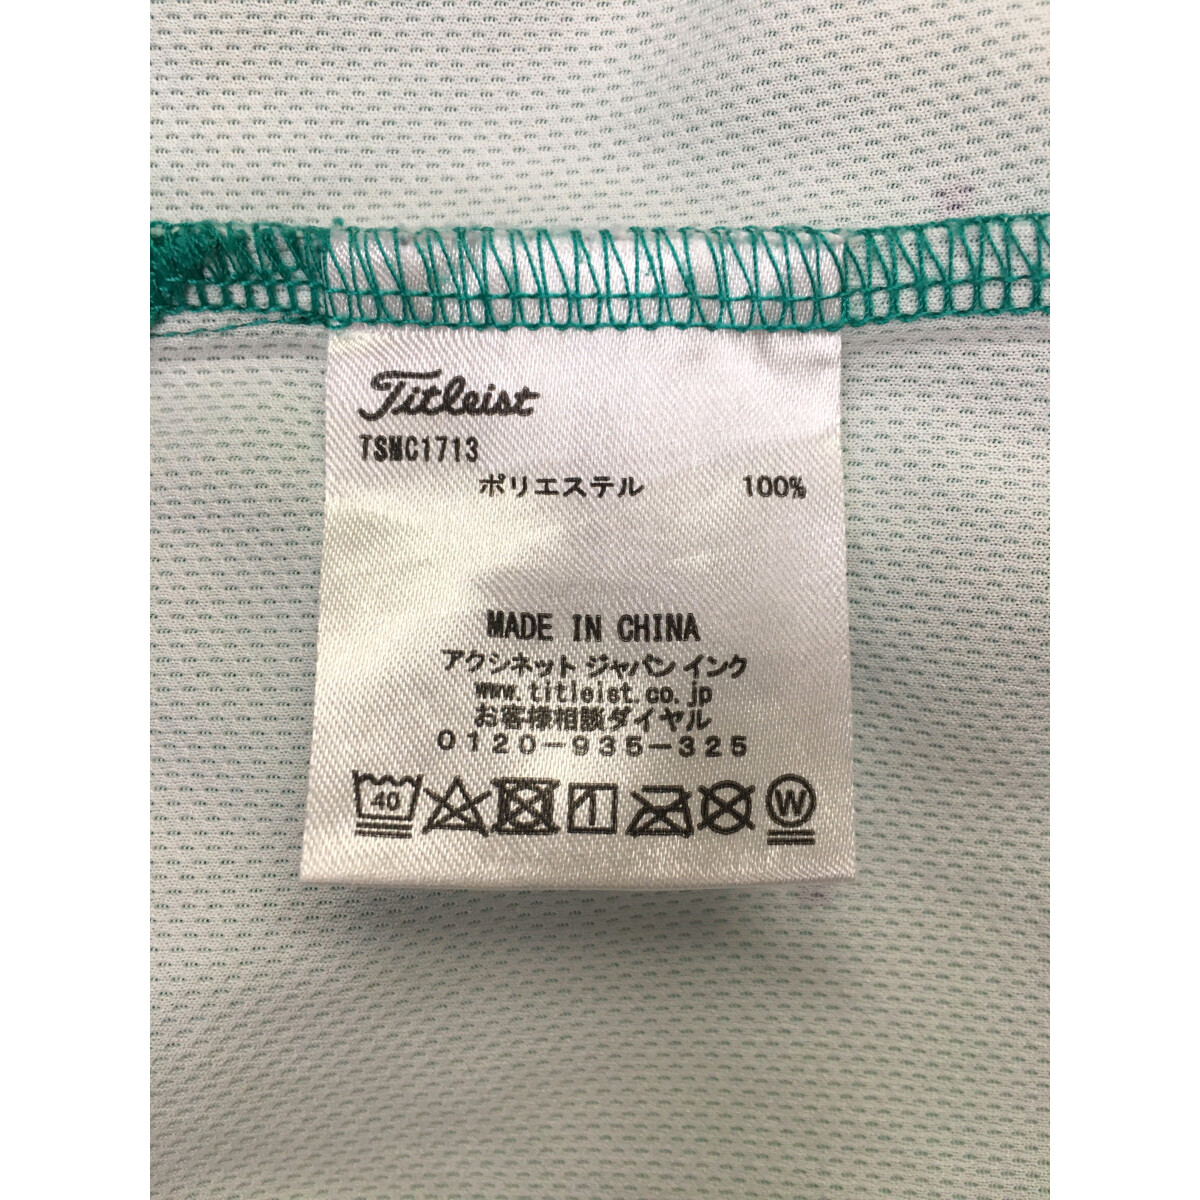 Titleist
TSMC1713
ポリエステル 100%
MADE IN CHINA
アクシネット ジャパン インク
www.titleist.co.jp
お客様相談ダイヤル
0120-935-325
40 W